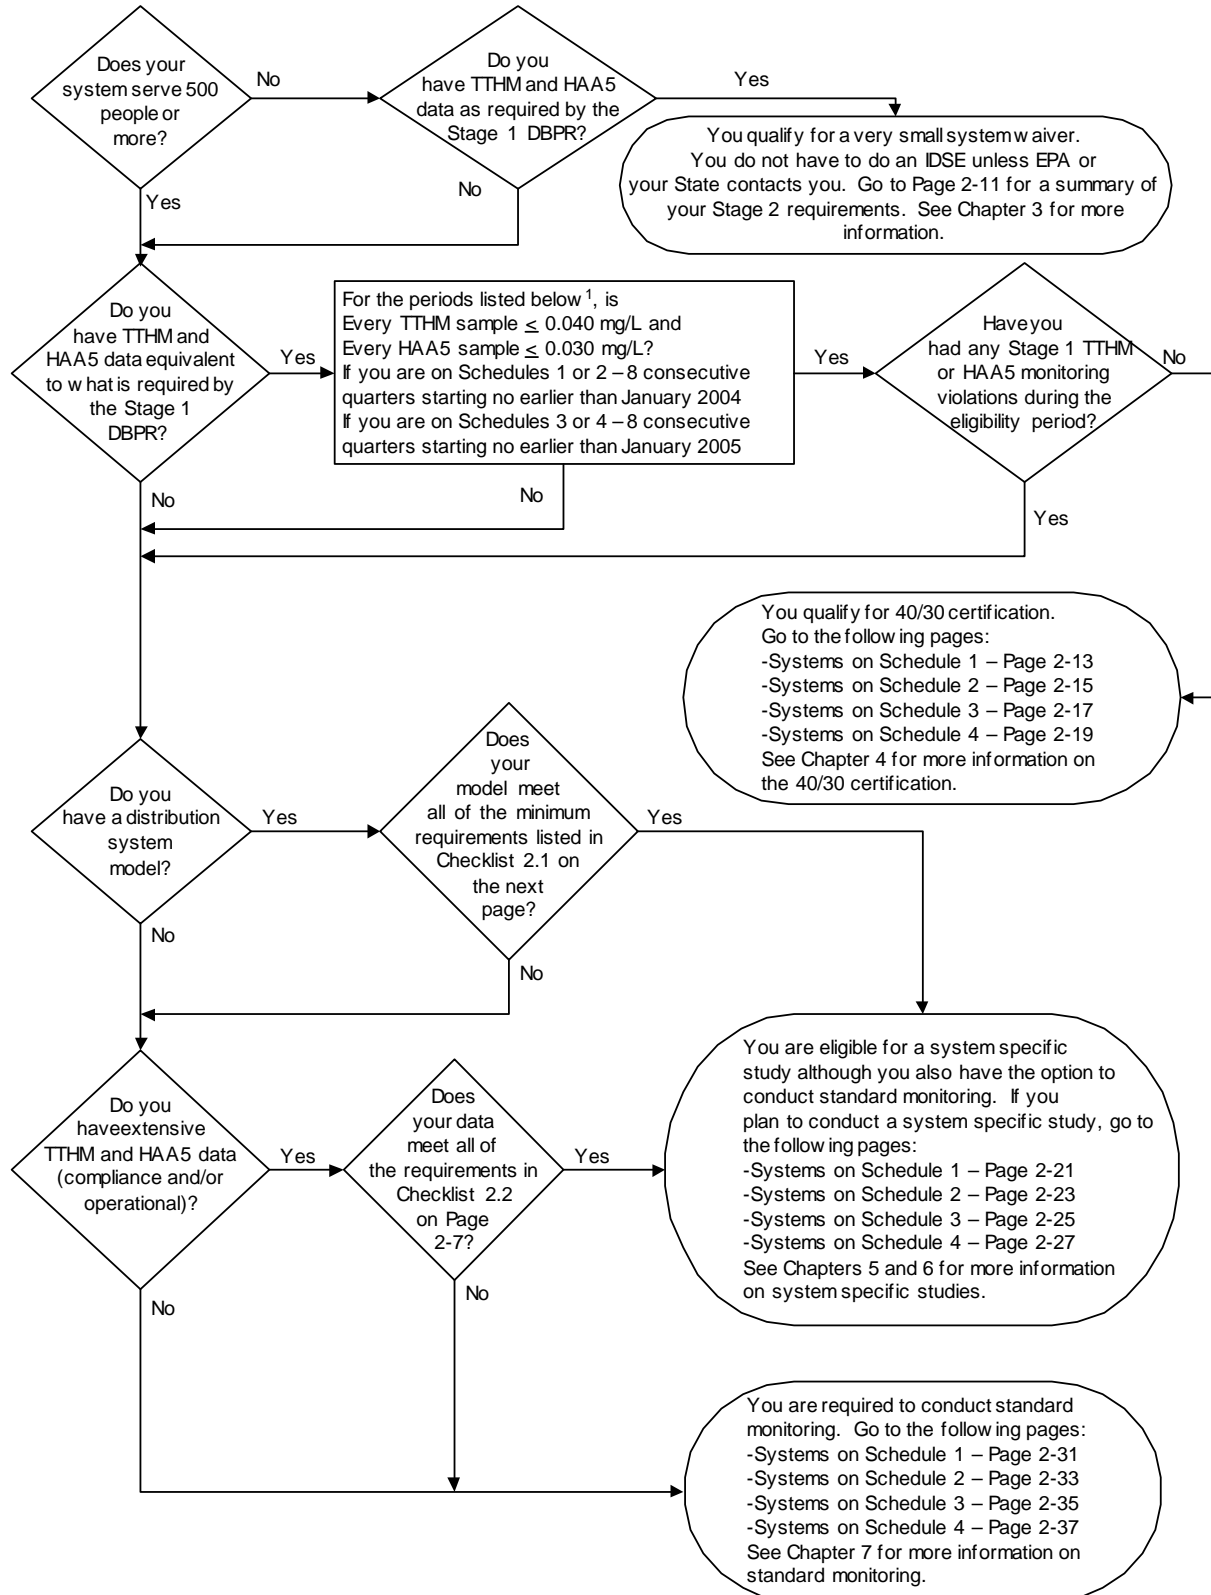 Does your
system serve 500
people or
more?
No
Do you
have TTHM and HAA5
data as required by the
Stage 1 DBPR?
Yes
You qualify for a very small system waiver.
You do not have to do an IDSE unless EPA or
your State contacts you. Go to Page 2-11 for a summary of
your Stage 2 requirements. See Chapter 3 for more
information.
Yes
No
Do you
have TTHM and
HAA5 data equivalent
to what is required by
the Stage 1
DBPR?
Yes
For the periods listed below 1, is
Every TTHM sample ≤ 0.040 mg/L and
Every HAA5 sample ≤ 0.030 mg/L?
If you are on Schedules 1 or 2 – 8 consecutive
quarters starting no earlier than January 2004
If you are on Schedules 3 or 4 – 8 consecutive
quarters starting no earlier than January 2005
Yes
Have you
had any Stage 1 TTHM
or HAA5 monitoring
violations during the
eligibility period?
No
No
No
Yes
You qualify for 40/30 certification.
Go to the following pages:
-Systems on Schedule 1 – Page 2-13
-Systems on Schedule 2 – Page 2-15
-Systems on Schedule 3 – Page 2-17
-Systems on Schedule 4 – Page 2-19
See Chapter 4 for more information on
the 40/30 certification.
Do you
have a distribution
system
model?
Yes
Does
your
model meet
all of the minimum
requirements listed in
Checklist 2.1 on
the next
page?
Yes
No
No
You are eligible for a system specific
study although you also have the option to
conduct standard monitoring. If you
plan to conduct a system specific study, go to
the following pages:
-Systems on Schedule 1 – Page 2-21
-Systems on Schedule 2 – Page 2-23
-Systems on Schedule 3 – Page 2-25
-Systems on Schedule 4 – Page 2-27
See Chapters 5 and 6 for more information
on system specific studies.
Do you
have extensive
TTHM and HAA5 data
(compliance and/or
operational)?
Yes
Does
your data
meet all of
the requirements in
Checklist 2.2
on Page
2-7?
Yes
No
No
You are required to conduct standard
monitoring. Go to the following pages:
-Systems on Schedule 1 – Page 2-31
-Systems on Schedule 2 – Page 2-33
-Systems on Schedule 3 – Page 2-35
-Systems on Schedule 4 – Page 2-37
See Chapter 7 for more information on
standard monitoring.